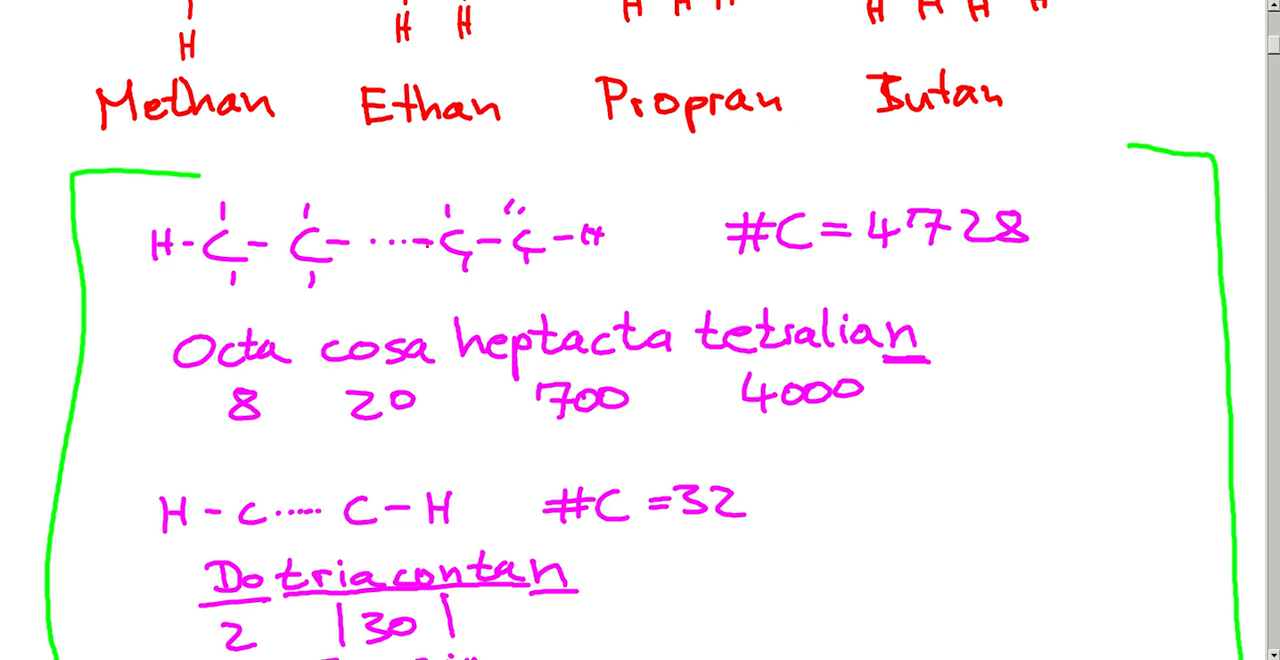 H H H H H H H H H H
Methan Ethan Propran Butan
H-C-C-...-C-C-H #C=4728
Octa cosa heptacta tetralian
8 20 700 4000
H-C.....C-H #C=32
Dotriacontan
2 |30|